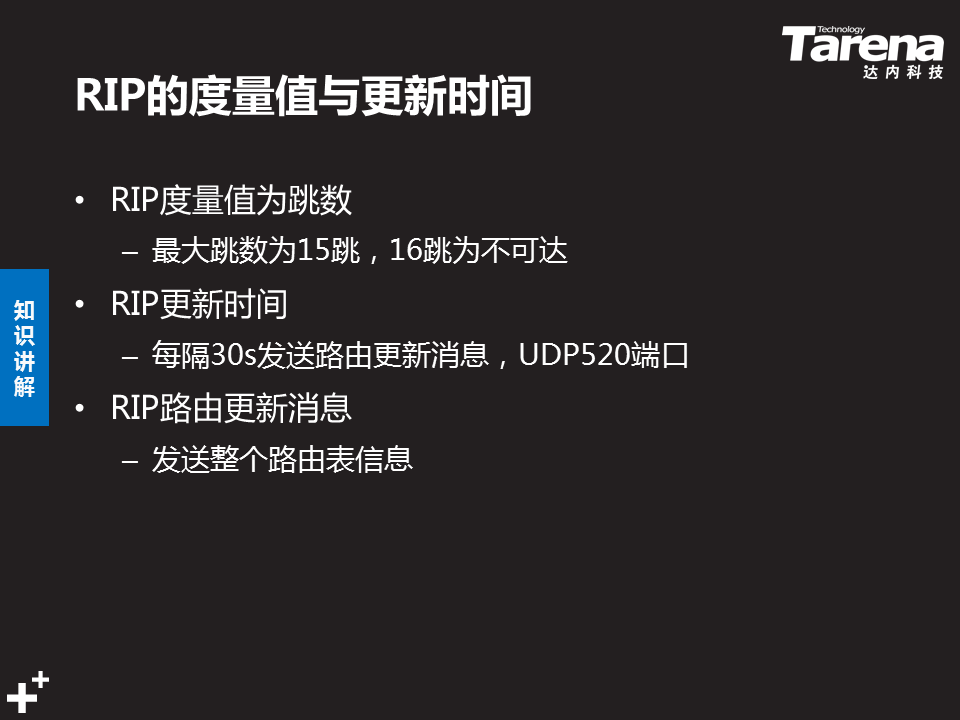 Technology
Tarena
达内科技
RIP的度量值与更新时间
• RIP度量值为跳数
– 最大跳数为15跳，16跳为不可达
• RIP更新时间
– 每隔30s发送路由更新消息，UDP520端口
• RIP路由更新消息
– 发送整个路由表信息
知识讲解